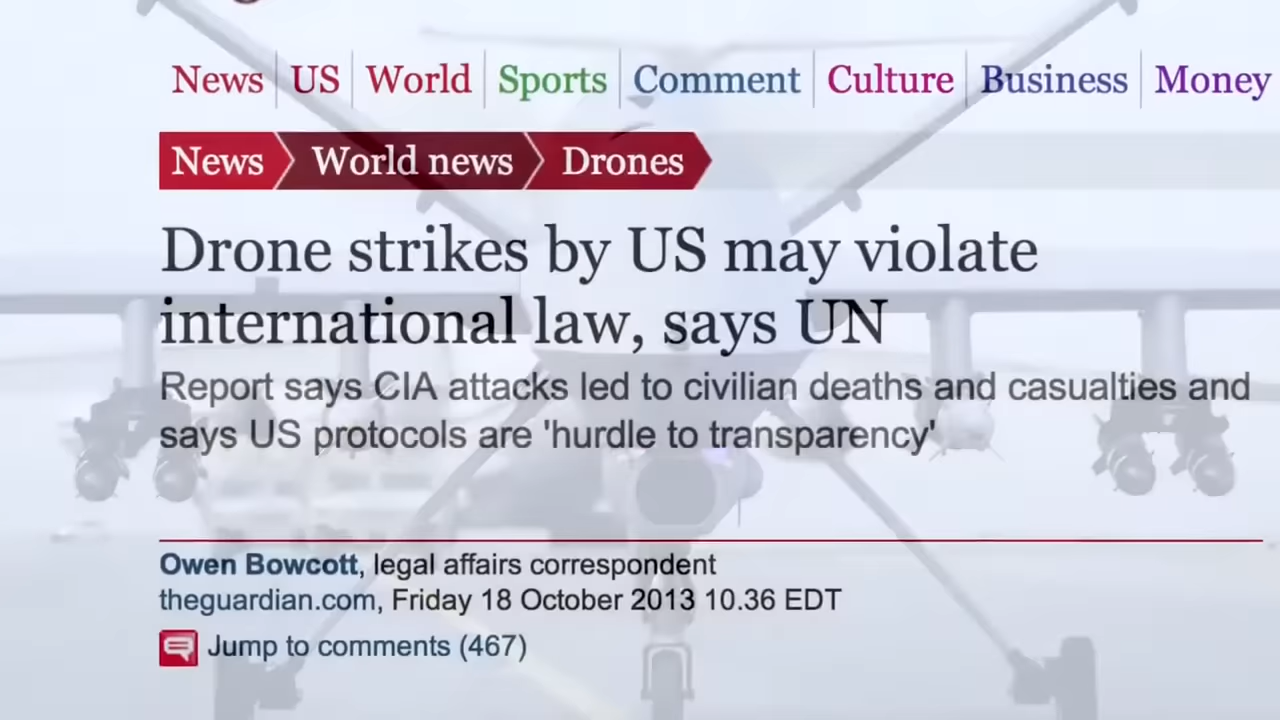 News US World Sports Comment Culture Business Money
News World news Drones
Drone strikes by US may violate
international law, says UN
Report says CIA attacks led to civilian deaths and casualties and
says US protocols are 'hurdle to transparency'
Owen Bowcott, legal affairs correspondent
theguardian.com, Friday 18 October 2013 10.36 EDT
Jump to comments (467)